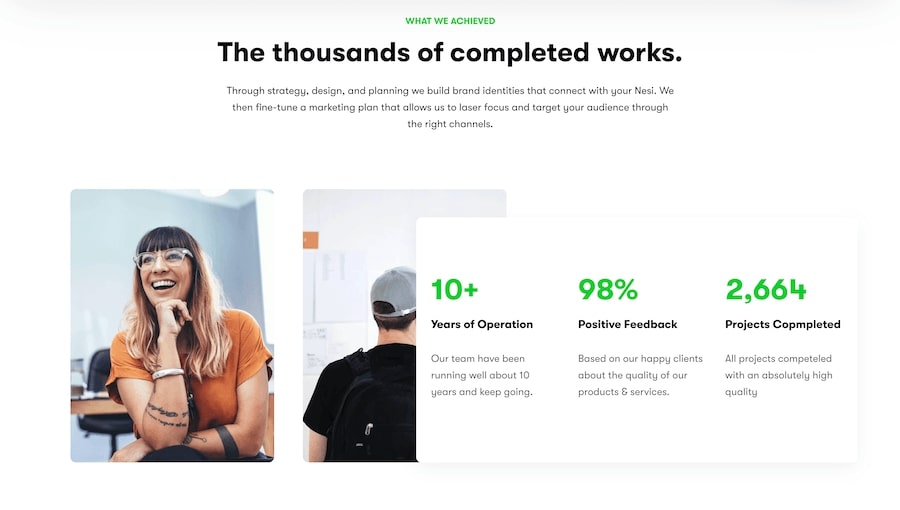 WHAT WE ACHIEVED
The thousands of completed works.
Through strategy, design, and planning we build brand identities that connect with your Nesi. We
then fine-tune a marketing plan that allows us to laser focus and target your audience through
the right channels.
10+
Years of Operation
Our team have been
running well about 10
years and keep going.
98%
Positive Feedback
Based on our happy clients
about the quality of our
products & services.
2,664
Projects Copmpleted
All projects competeled
with an absolutely high
quality